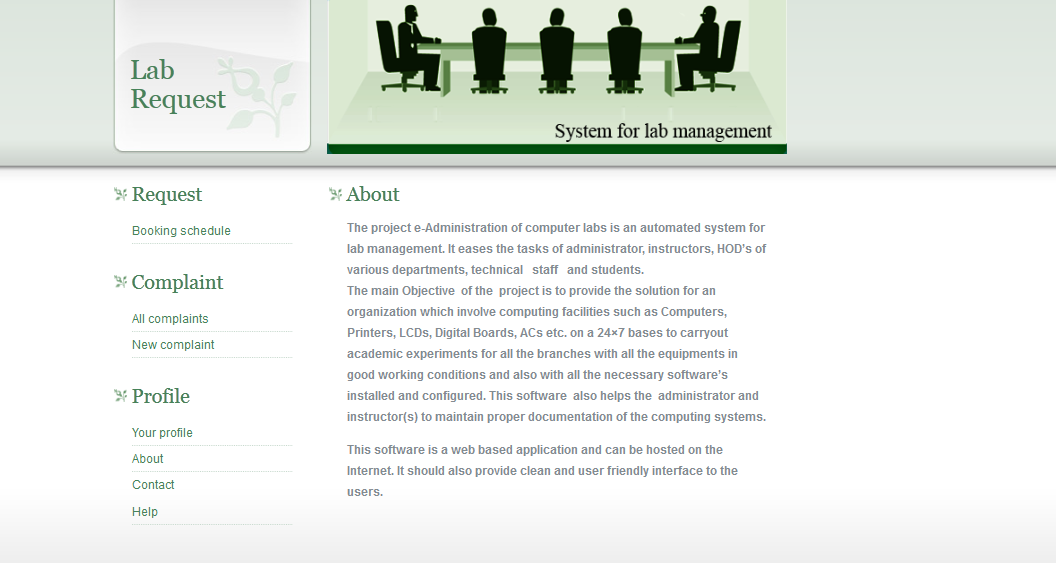 Lab
Request
System for lab management
Request
Booking schedule
Complaint
All complaints
New complaint
Profile
Your profile
About
Contact
Help
About
The project e-Administration of computer labs is an automated system for
lab management. It eases the tasks of administrator, instructors, HOD's of
various departments, technical   staff   and students.
The main Objective  of the  project is to provide the solution for an
organization which involve computing facilities such as Computers,
Printers, LCDs, Digital Boards, ACs etc. on a 24×7 bases to carryout
academic experiments for all the branches with all the equipments in
good working conditions and also with all the necessary software's
installed and configured. This software  also helps the  administrator and
instructor(s) to maintain proper documentation of the computing systems.
This software is a web based application and can be hosted on the
Internet. It should also provide clean and user friendly interface to the
users.